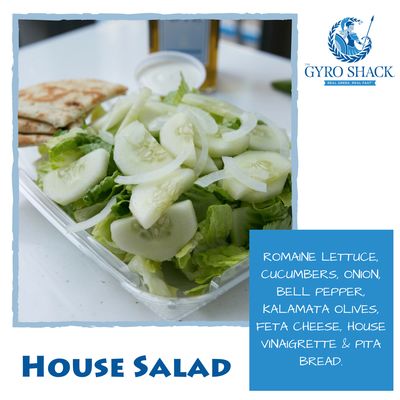 THE
GYRO SHACK
REAL GYROS. REAL FAST.
ROMAINE LETTUCE,
CUCUMBERS, ONION,
BELL PEPPER,
KALAMATA OLIVES,
FETA CHEESE, HOUSE
VINAIGRETTE & PITA
BREAD.
HOUSE SALAD